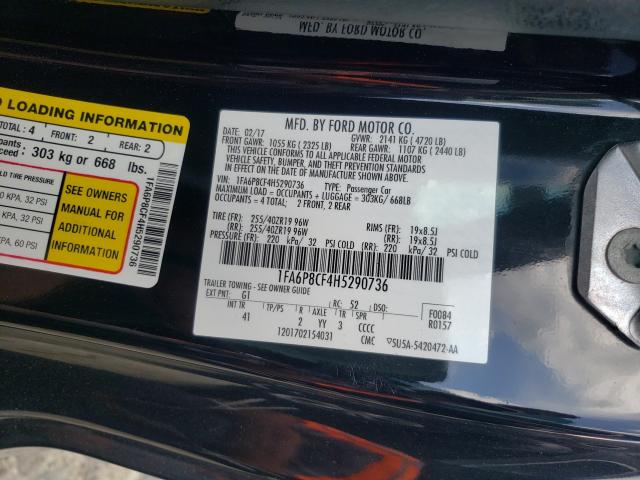 MFD. BY FORD MOTOR CO.
O LOADING INFORMATION
TOTAL: 4 FRONT: 2 REAR: 2
303 kg or 668 lbs.
LD TIRE PRESSURE
KPA, 32 PSI
KPA, 32 PSI
KPA, 60 PSI
SEE OWNERS
MANUAL FOR
ADDITIONAL
INFORMATION
1FA6P8CF4H5290736
MFD. BY FORD MOTOR CO.
DATE: 02/17 GVWR: 2141 KG ( 4720 LB)
FRONT GAWR: 1055 KG ( 2325 LB) REAR GAWR: 1107 KG ( 2440 LB)
THIS VEHICLE CONFORMS TO ALL APPLICABLE FEDERAL MOTOR
VEHICLE SAFETY, BUMPER, AND THEFT PREVENTION STANDARDS IN
EFFECT ON THE DATE OF MANUFACTURE SHOWN ABOVE
VIN: 1FA6P8CF4H5290736 TYPE: Passenger Car
MAXIMUM LOAD = OCCUPANTS + LUGGAGE = 303KG / 668LB
OCCUPANTS = 4 TOTAL; 2 FRONT, 2 REAR
TIRE (F): 255/40ZR19 96W RIMS (F): 19x8.5J
(R): 255/40ZR19 96W (R): 19x8.5J
PRESSURE (F): 220 kPa/ 32 PSI COLD (R): 220 kPa/ 32 PSI COLD
1FA6P8CF4H5290736
TRAILER TOWING - SEE OWNER GUIDE
EXT PNT: G1 RC: 52 DSO:
INT TR TP/PS R AXLE TR SPR
41 2 YY 3 CCCC
1201702154031 CMC
F0084
R0157
5U5A-5420472-AA